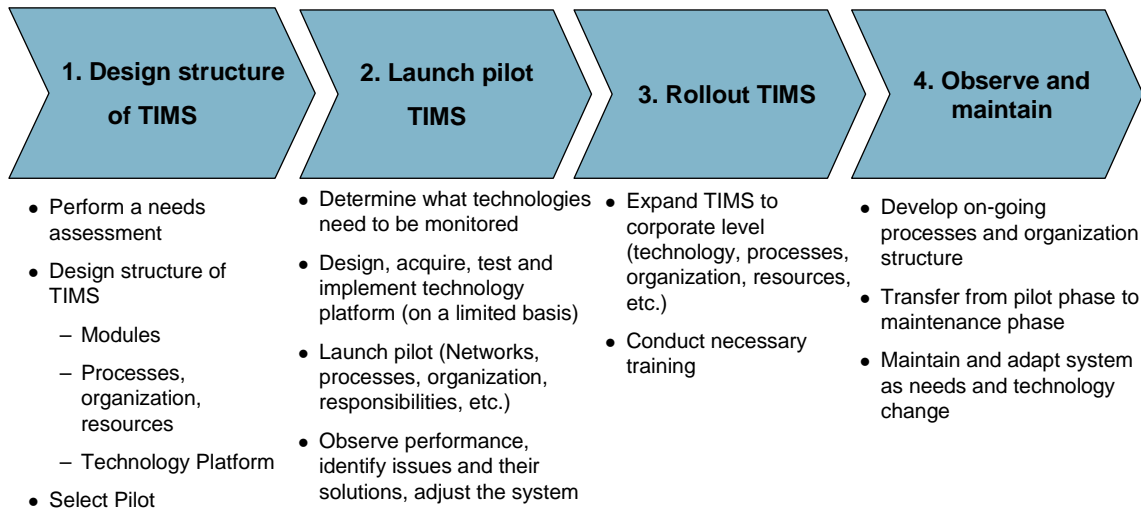 1. Design structure
of TIMS
2. Launch pilot
TIMS
3. Rollout TIMS
4. Observe and
maintain
• Perform a needs
assessment
• Design structure of
TIMS
– Modules
– Processes,
organization,
resources
– Technology Platform
• Select Pilot
• Determine what technologies
need to be monitored
• Design, acquire, test and
implement technology
platform (on a limited basis)
• Launch pilot (Networks,
processes, organization,
responsibilities, etc.)
• Observe performance,
identify issues and their
solutions, adjust the system
• Expand TIMS to
corporate level
(technology, processes,
organization, resources,
etc.)
• Conduct necessary
training
• Develop on-going
processes and organization
structure
• Transfer from pilot phase to
maintenance phase
• Maintain and adapt system
as needs and technology
change